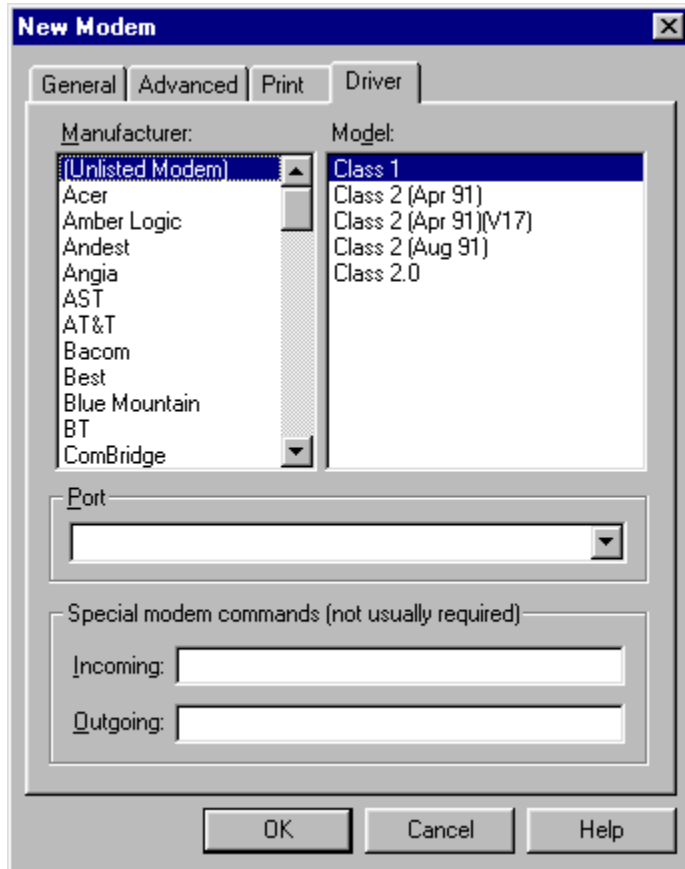 New Modem
General Advanced Print Driver
Manufacturer: Model:
(Unlisted Modem) Class 1
Acer Class 2 (Apr 91)
Amber Logic Class 2 (Apr 91)(V17)
Andest Class 2 (Aug 91)
Angia Class 2.0
AST
AT&T
Bacom
Best
Blue Mountain
BT
ComBridge
Port
Special modem commands (not usually required)
Incoming:
Outgoing:
OK Cancel Help